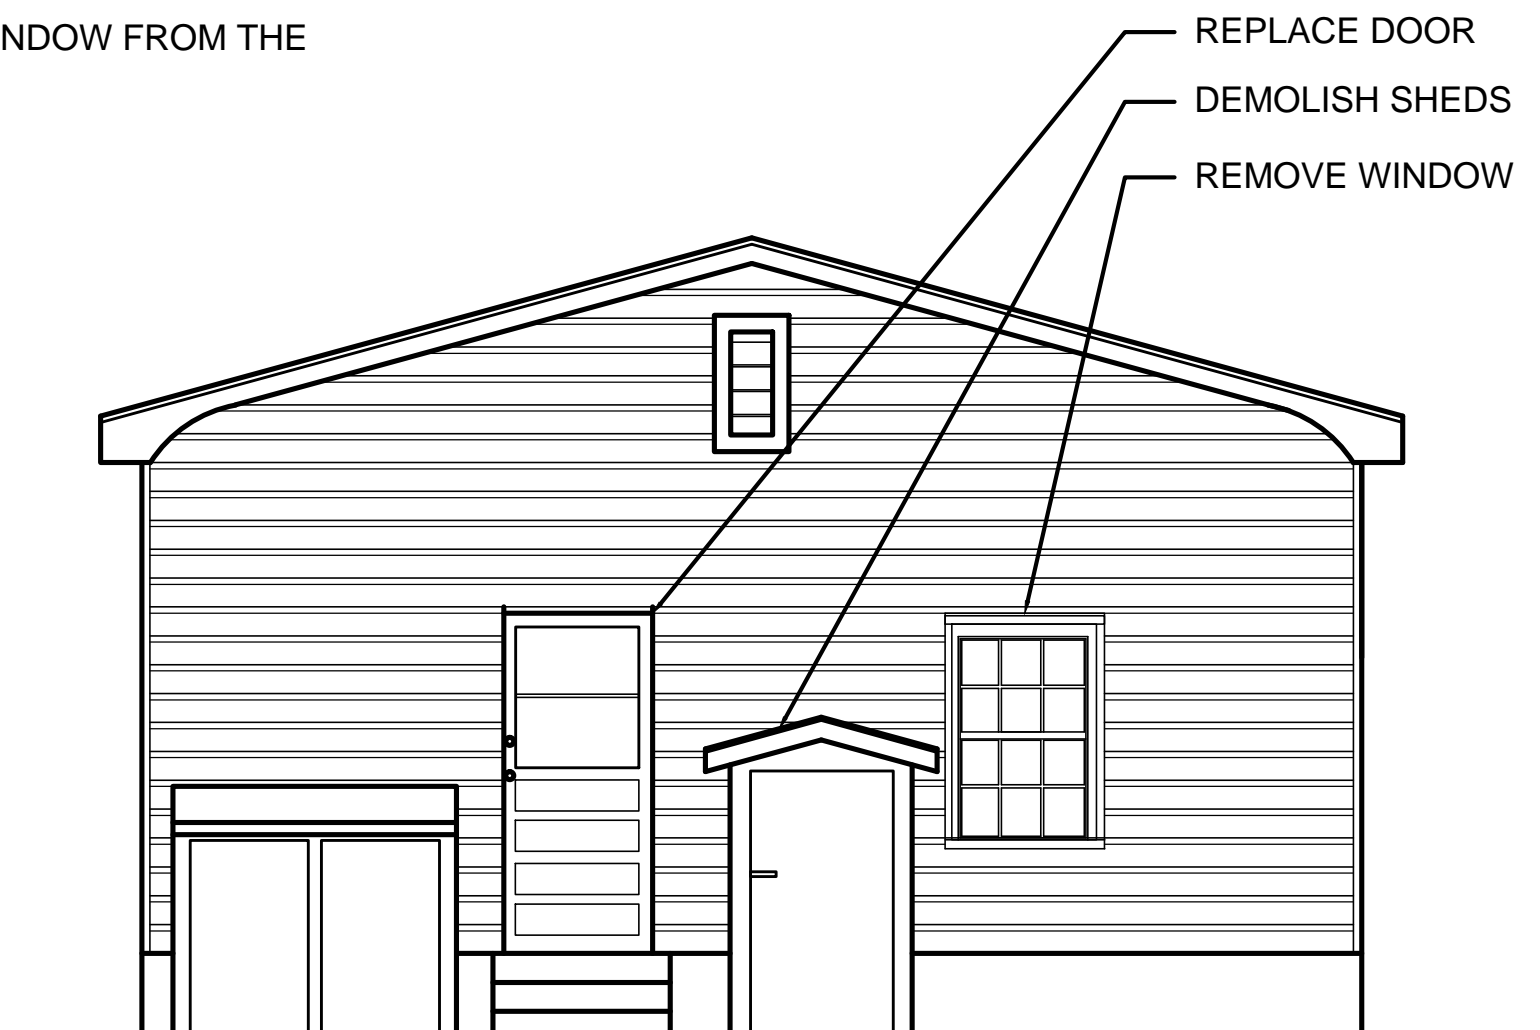 NDOW FROM THE
REPLACE DOOR
DEMOLISH SHEDS
REMOVE WINDOW